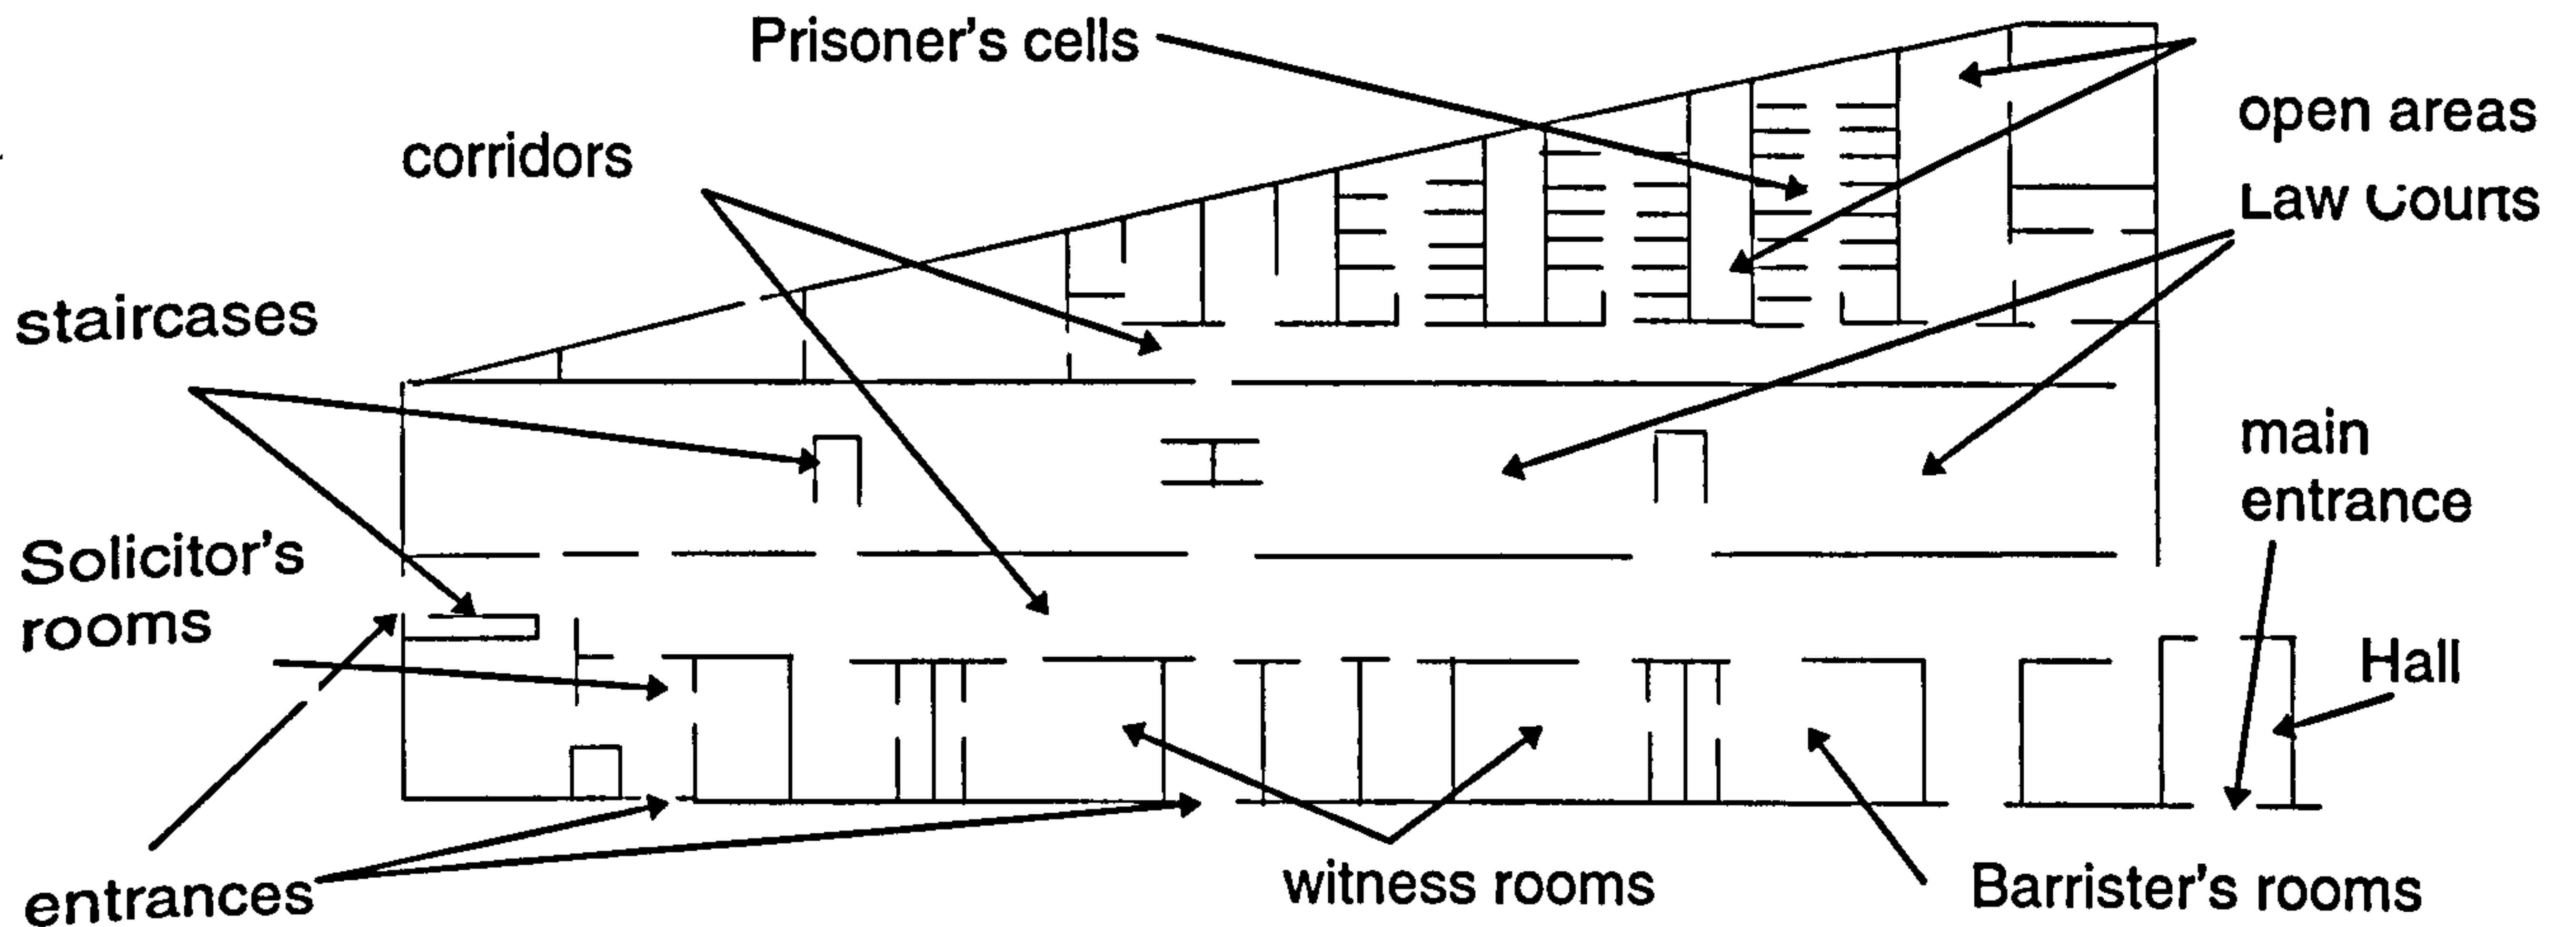 Prisoner's cells
open areas
corridors
Law Courts
staircases
main
entrance
Solicitor's
rooms
Hall
entrances
witness rooms
Barrister's rooms